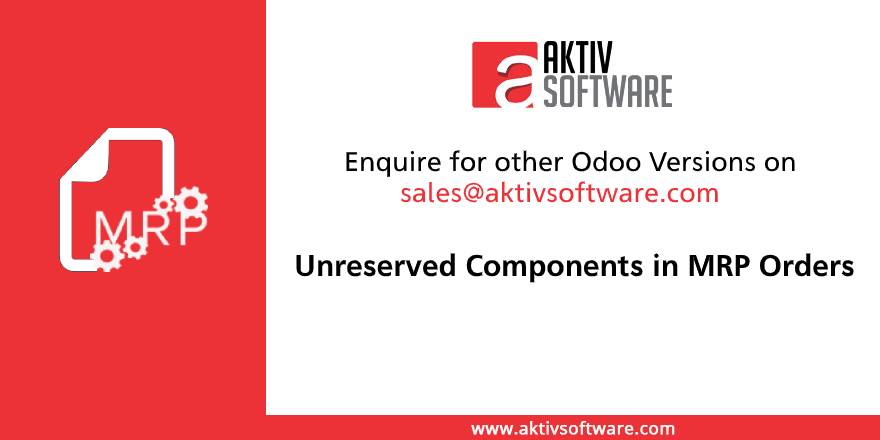 AKTIV
SOFTWARE
Enquire for other Odoo Versions on
sales@aktivsoftware.com
MRP
Unreserved Components in MRP Orders
www.aktivsoftware.com